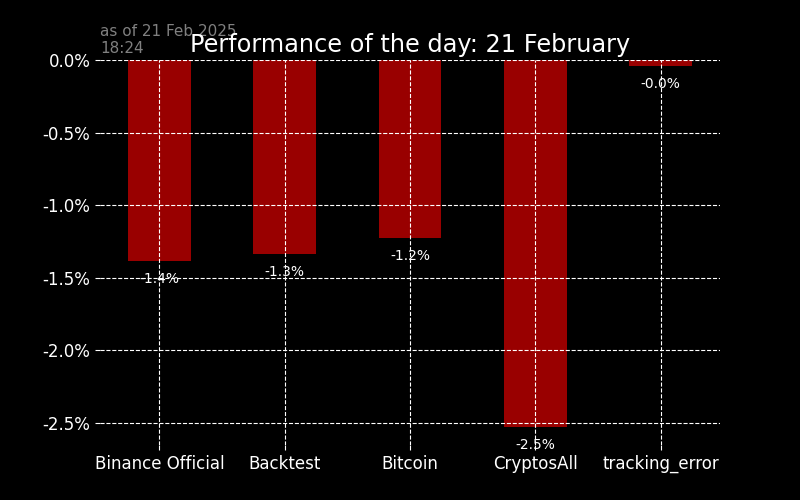 as of 21 Feb 2025
18:24
Performance of the day: 21 February
0.0%
-0.5%
-1.0%
-1.5%
-2.0%
-2.5%
-1.4%
-1.3%
-1.2%
-2.5%
-0.0%
Binance Official
Backtest
Bitcoin
CryptosAll
tracking_error